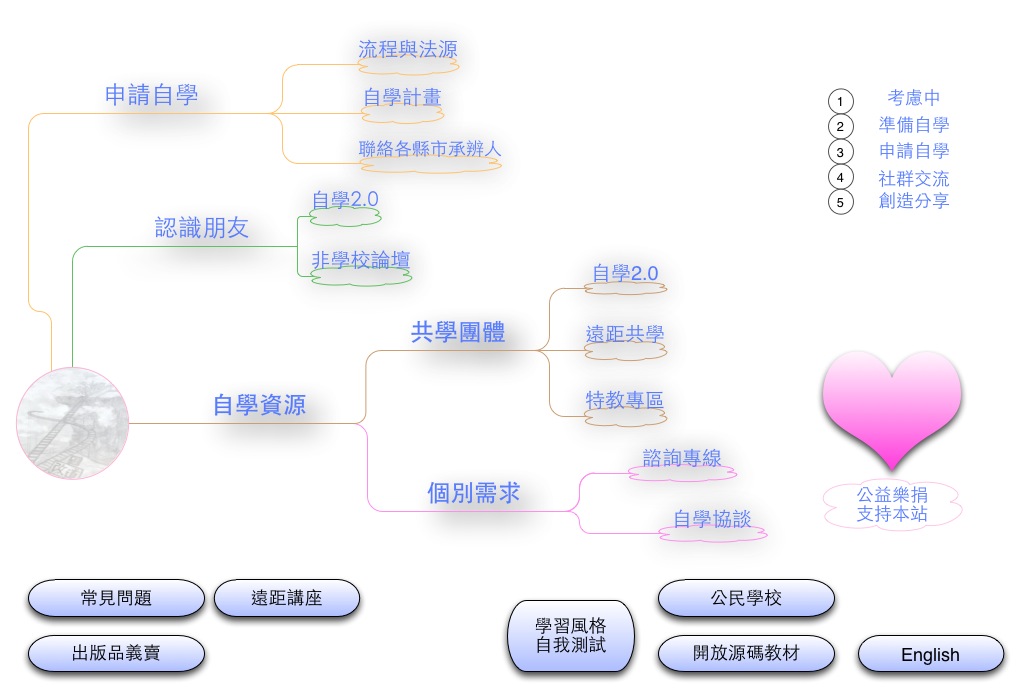 流程與法源
申請自學
自學計畫
聯絡各縣市承辨人
1 考慮中
2 準備自學
3 申請自學
4 社群交流
5 創造分享
自學2.0
認識朋友
非學校論壇
自學2.0
共學團體
遠距共學
自學資源
特教專區
諮詢專線
個別需求
自學協談
公益樂捐
支持本站
常見問題
遠距講座
出版品義賣
學習風格
自我測試
公民學校
開放源碼教材
English